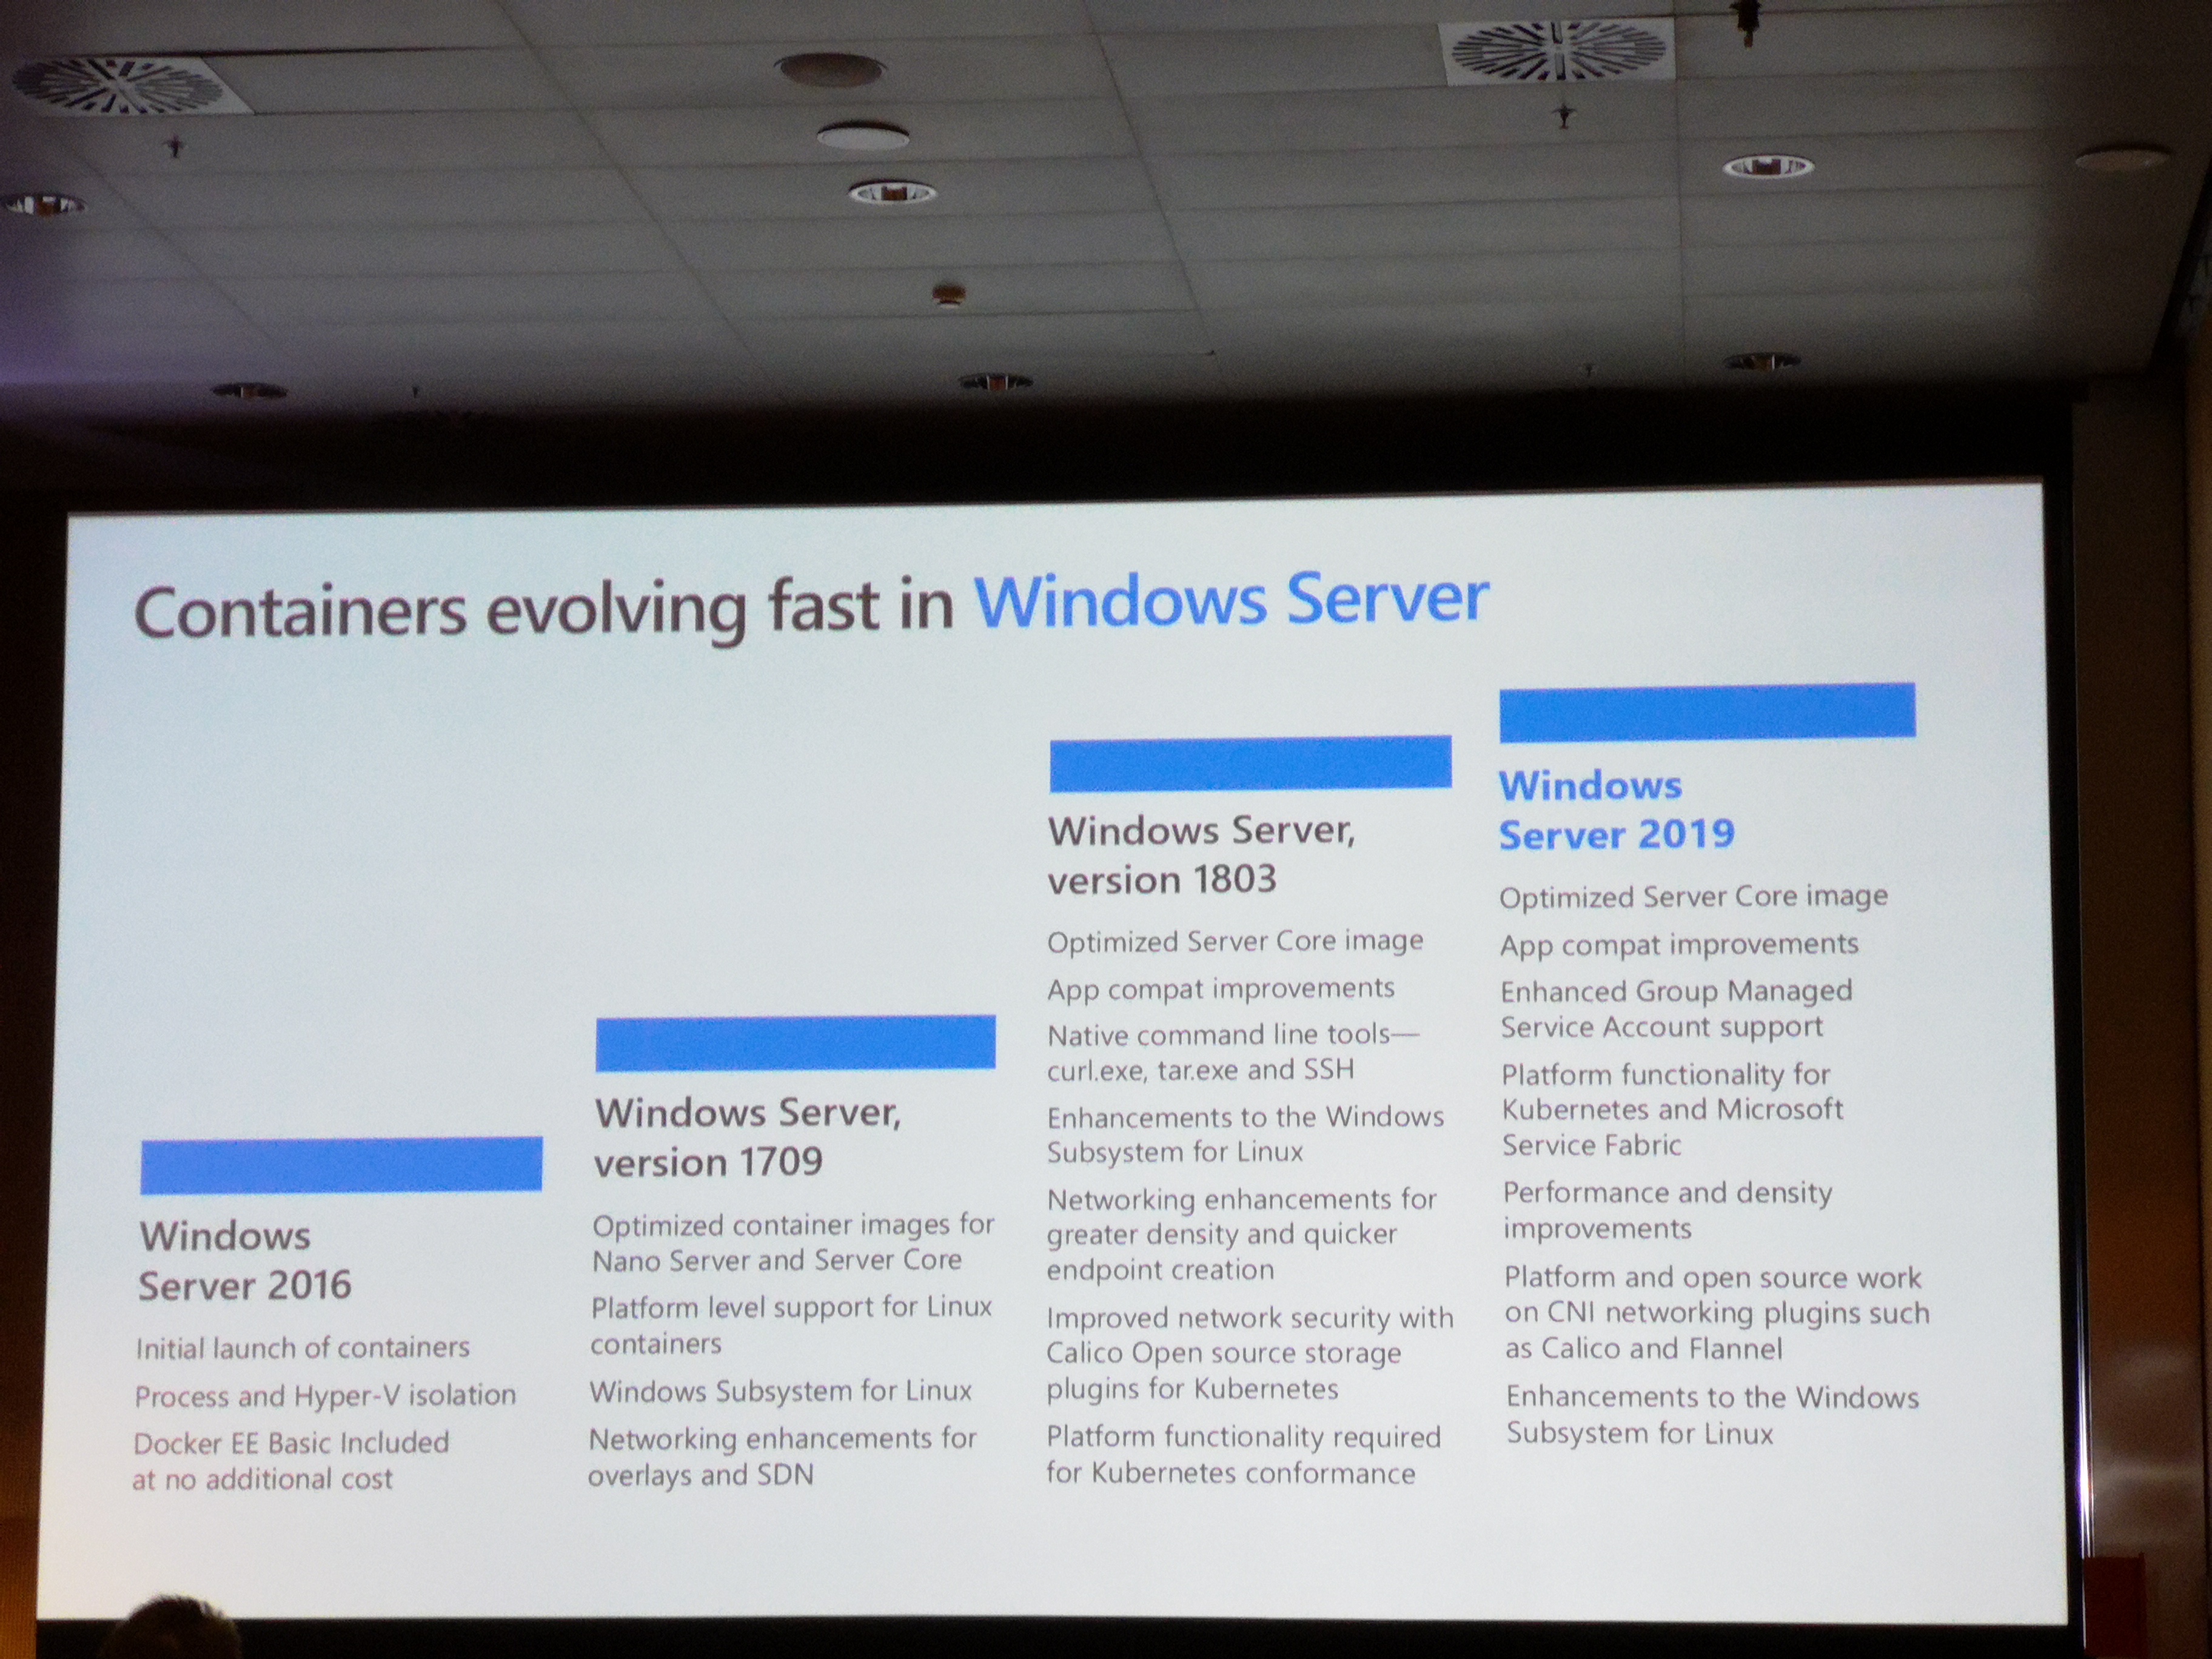 Containers evolving fast in Windows Server
Windows
Server 2016
Initial launch of containers
Process and Hyper-V isolation
Docker EE Basic Included
at no additional cost
Windows Server,
version 1709
Optimized container images for
Nano Server and Server Core
Platform level support for Linux
containers
Windows Subsystem for Linux
Networking enhancements for
overlays and SDN
Windows Server,
version 1803
Optimized Server Core image
App compat improvements
Native command line tools—
curl.exe, tar.exe and SSH
Enhancements to the Windows
Subsystem for Linux
Networking enhancements for
greater density and quicker
endpoint creation
Improved network security with
Calico Open source storage
plugins for Kubernetes
Platform functionality required
for Kubernetes conformance
Windows
Server 2019
Optimized Server Core image
App compat improvements
Enhanced Group Managed
Service Account support
Platform functionality for
Kubernetes and Microsoft
Service Fabric
Performance and density
improvements
Platform and open source work
on CNI networking plugins such
as Calico and Flannel
Enhancements to the Windows
Subsystem for Linux